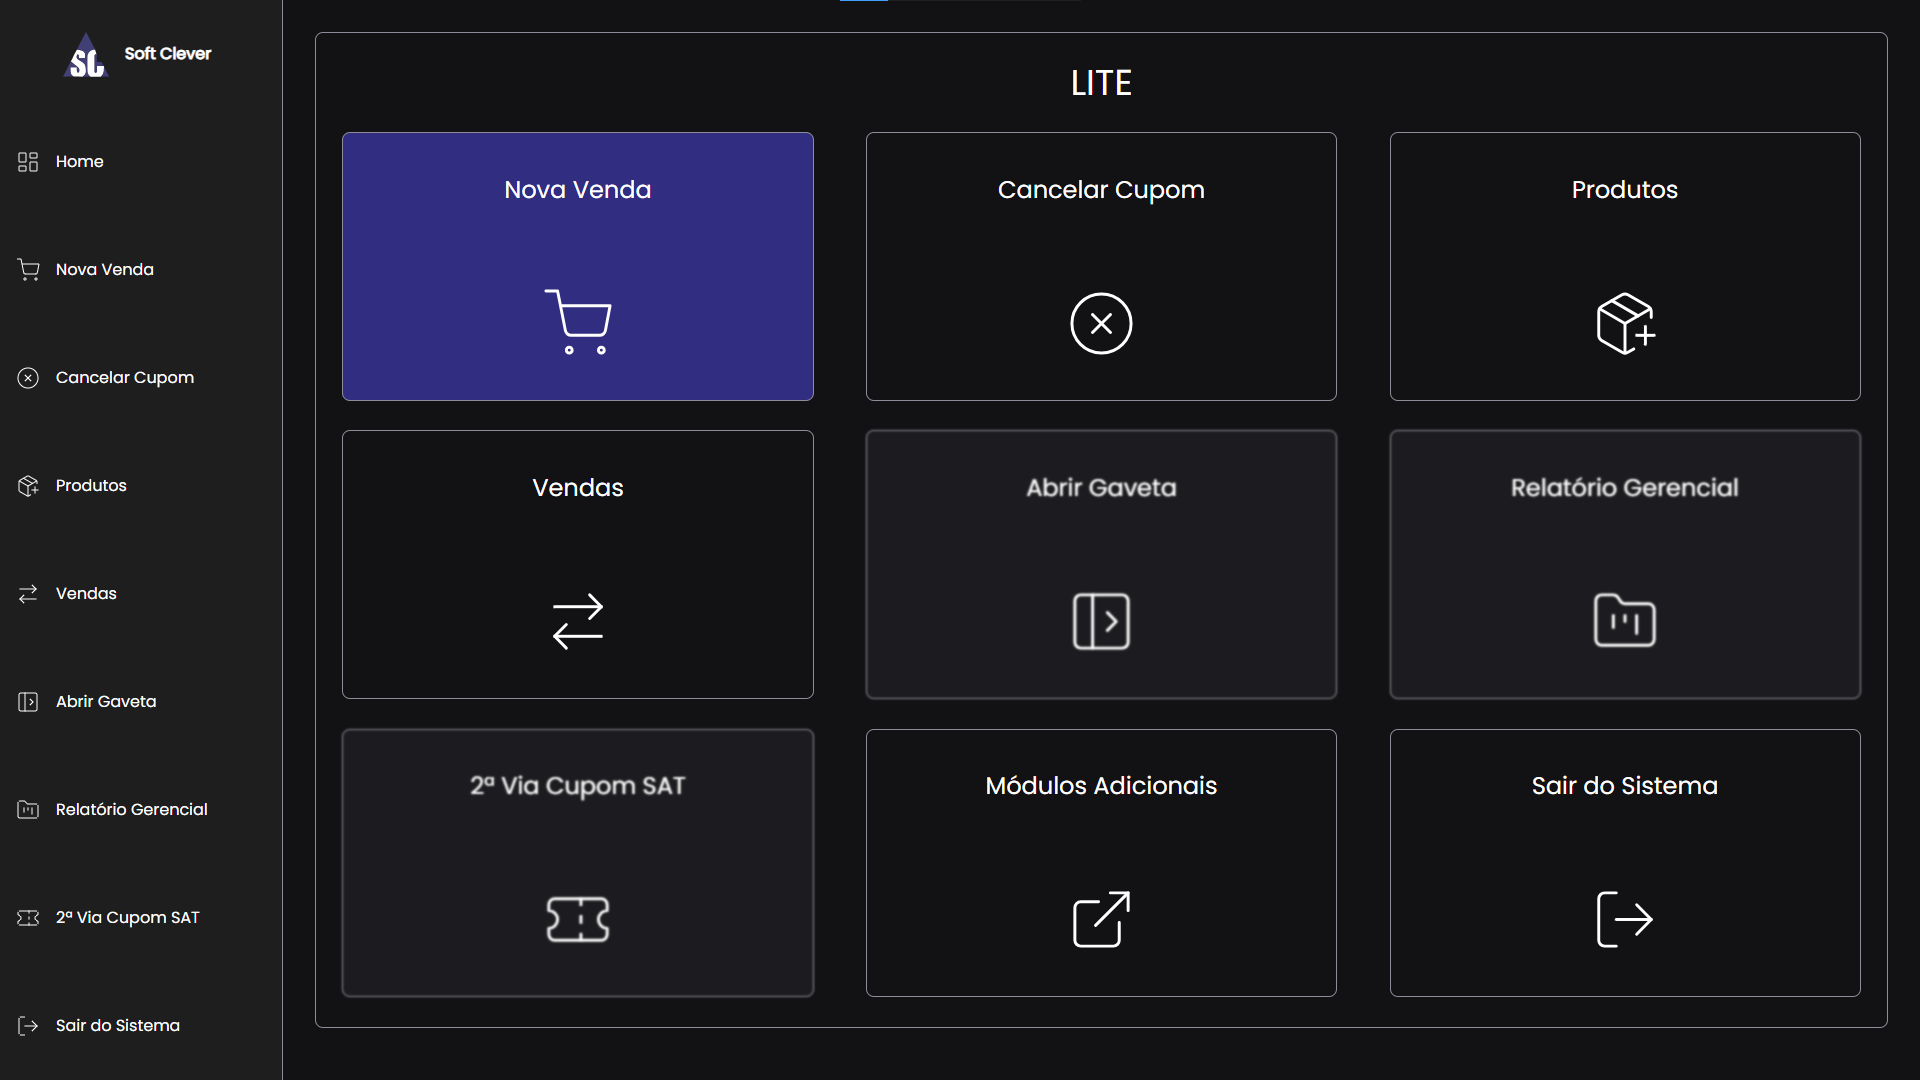 SC
Soft Clever
Home
Nova Venda
Cancelar Cupom
Produtos
Vendas
Abrir Gaveta
Relatório Gerencial
2ª Via Cupom SAT
Sair do Sistema
LITE
Nova Venda
Cancelar Cupom
Produtos
Vendas
Abrir Gaveta
Relatório Gerencial
2ª Via Cupom SAT
Módulos Adicionais
Sair do Sistema